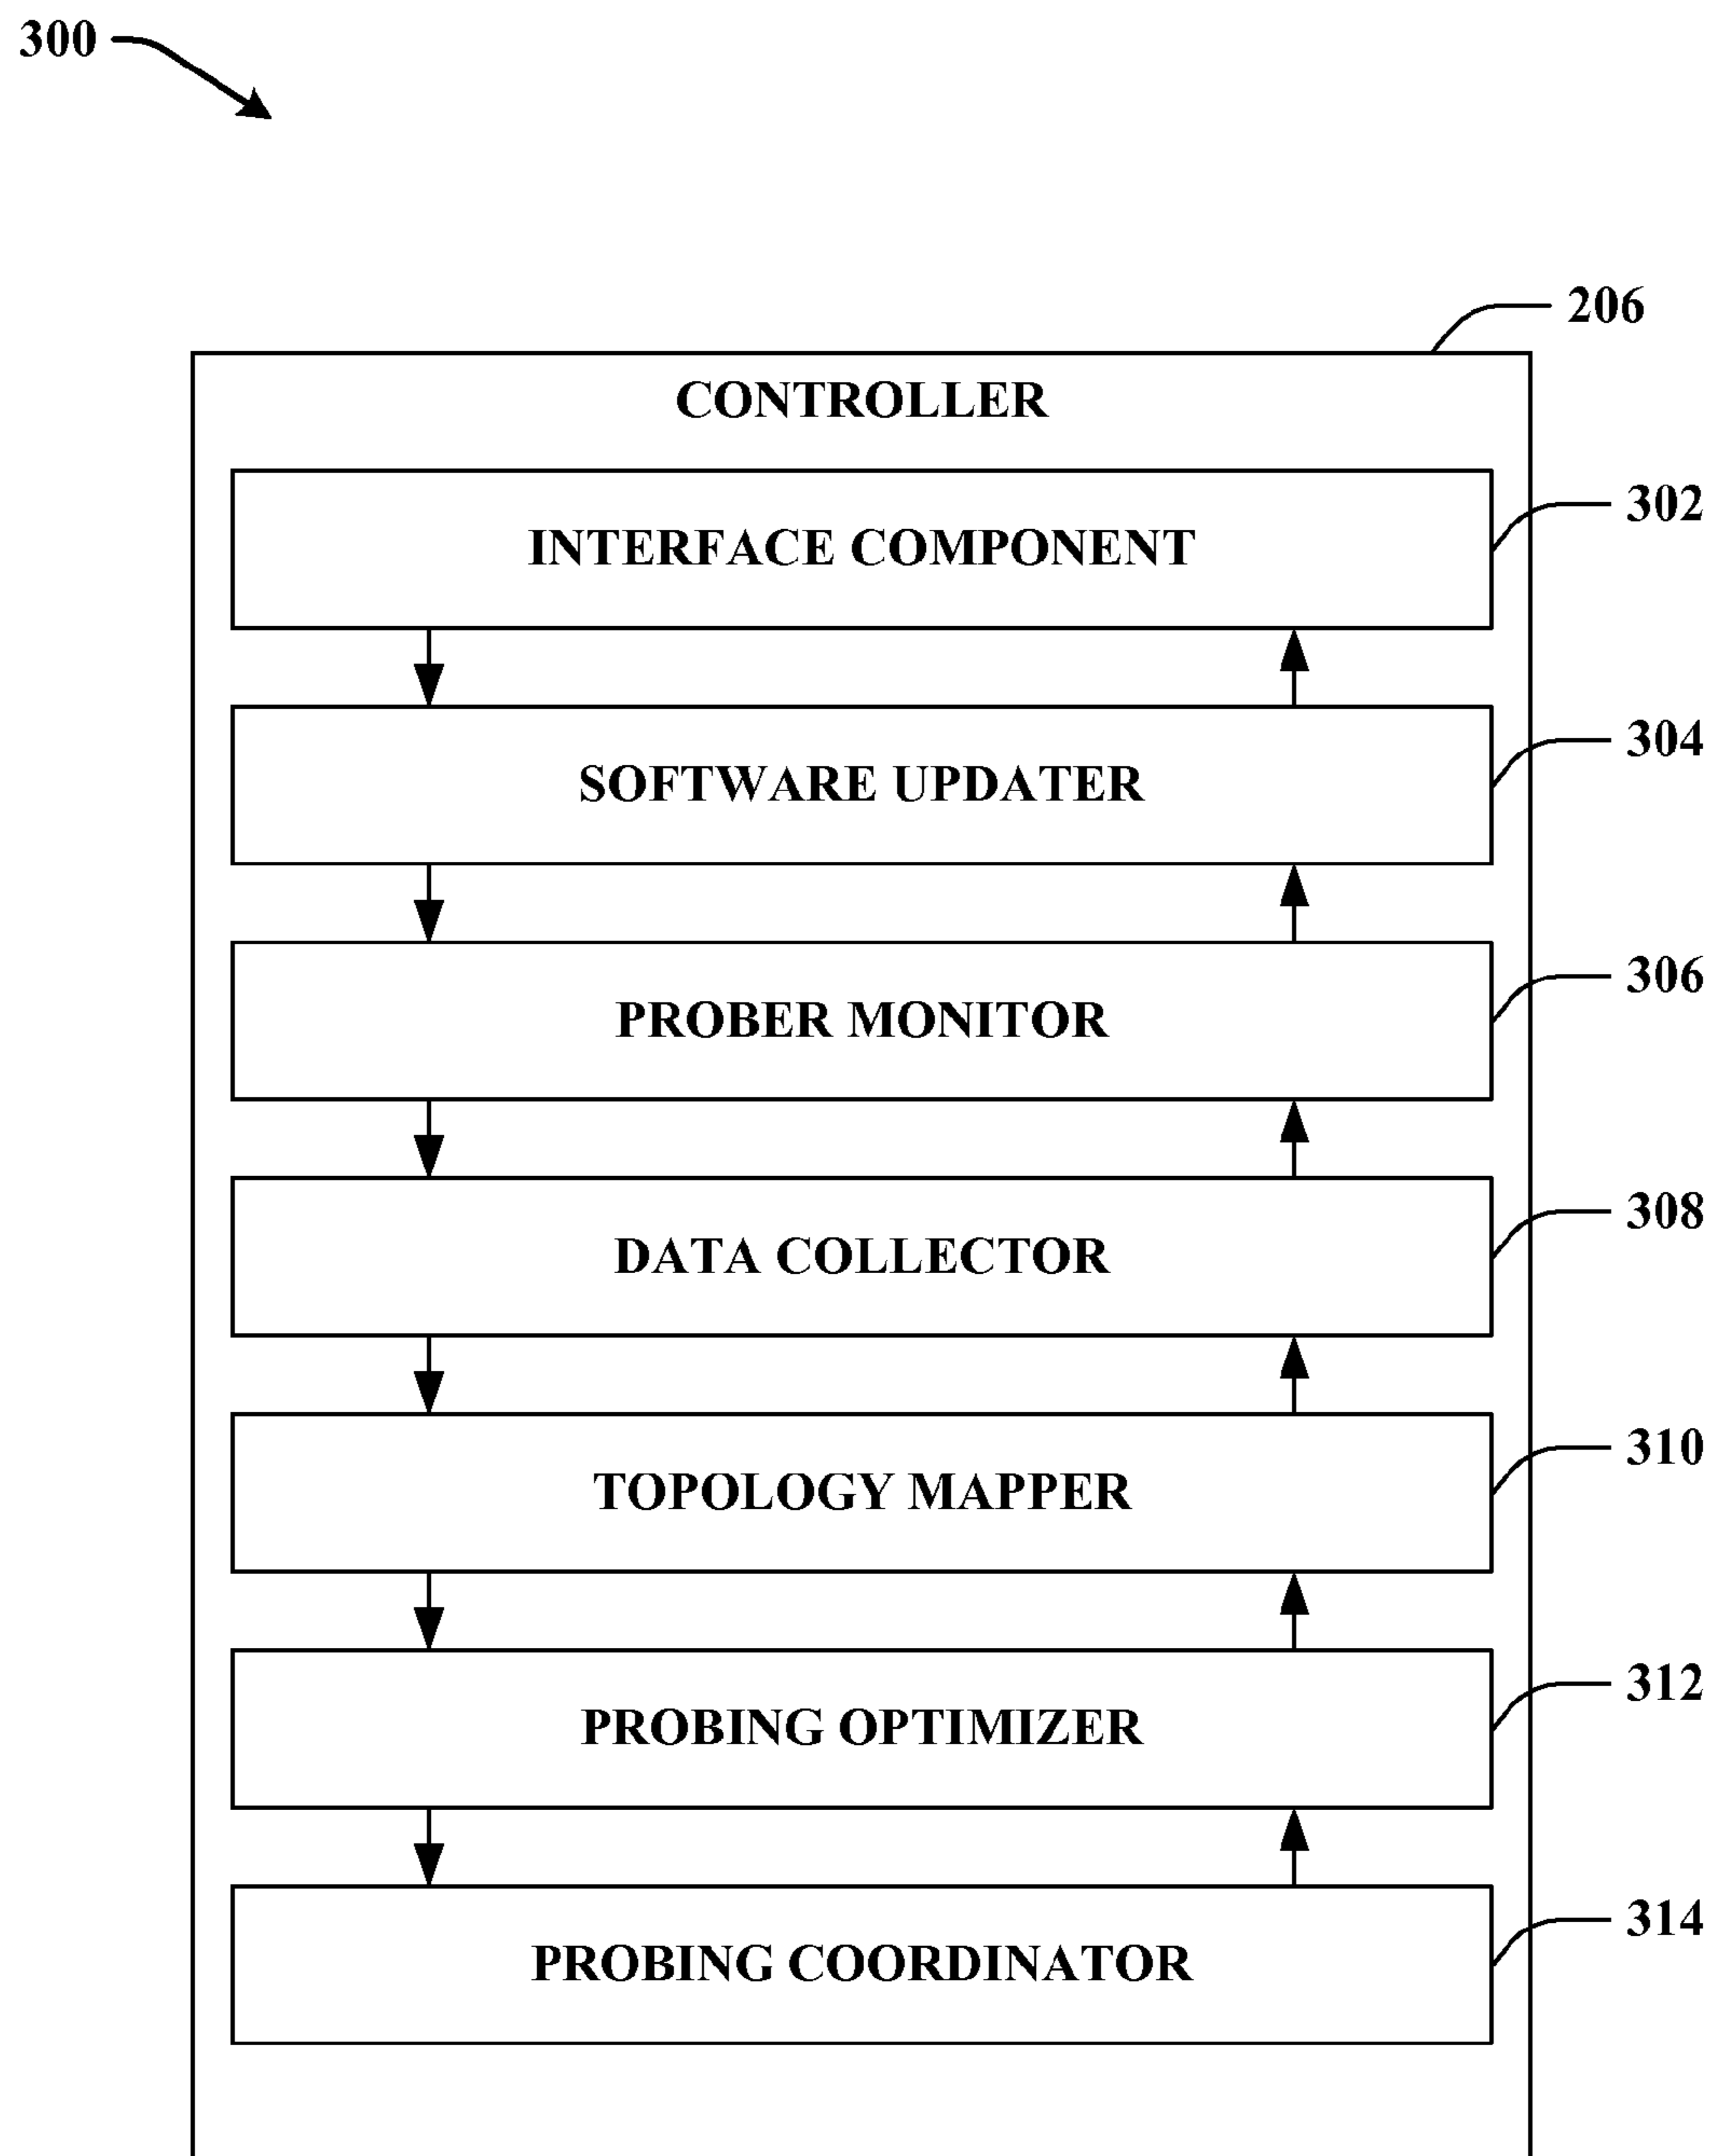 300
206
CONTROLLER
INTERFACE COMPONENT
302
SOFTWARE UPDATER
304
PROBER MONITOR
306
DATA COLLECTOR
308
TOPOLOGY MAPPER
310
PROBING OPTIMIZER
312
PROBING COORDINATOR
314